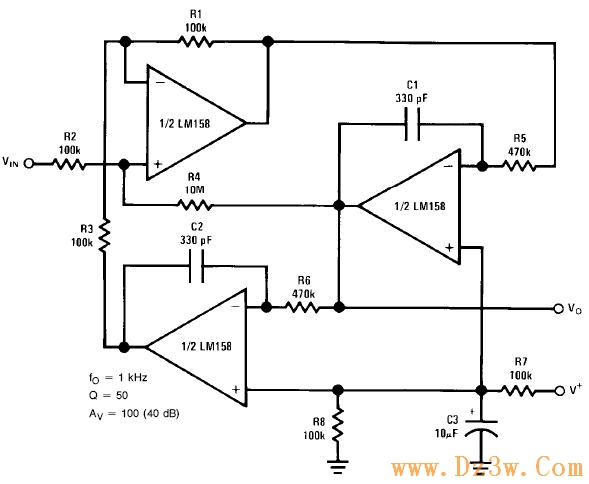 R1
100k
C1
330 pF
R2
100k
VIN
1/2 LM158
R5
470k
R4
10M
1/2 LM158
R3
100k
C2
330 pF
R6
470k
VO
1/2 LM158
R7
100k
V+
fO = 1 kHz
Q = 50
AV = 100 (40 dB)
R8
100k
C3
10μF
+
www.Dz3w.Com